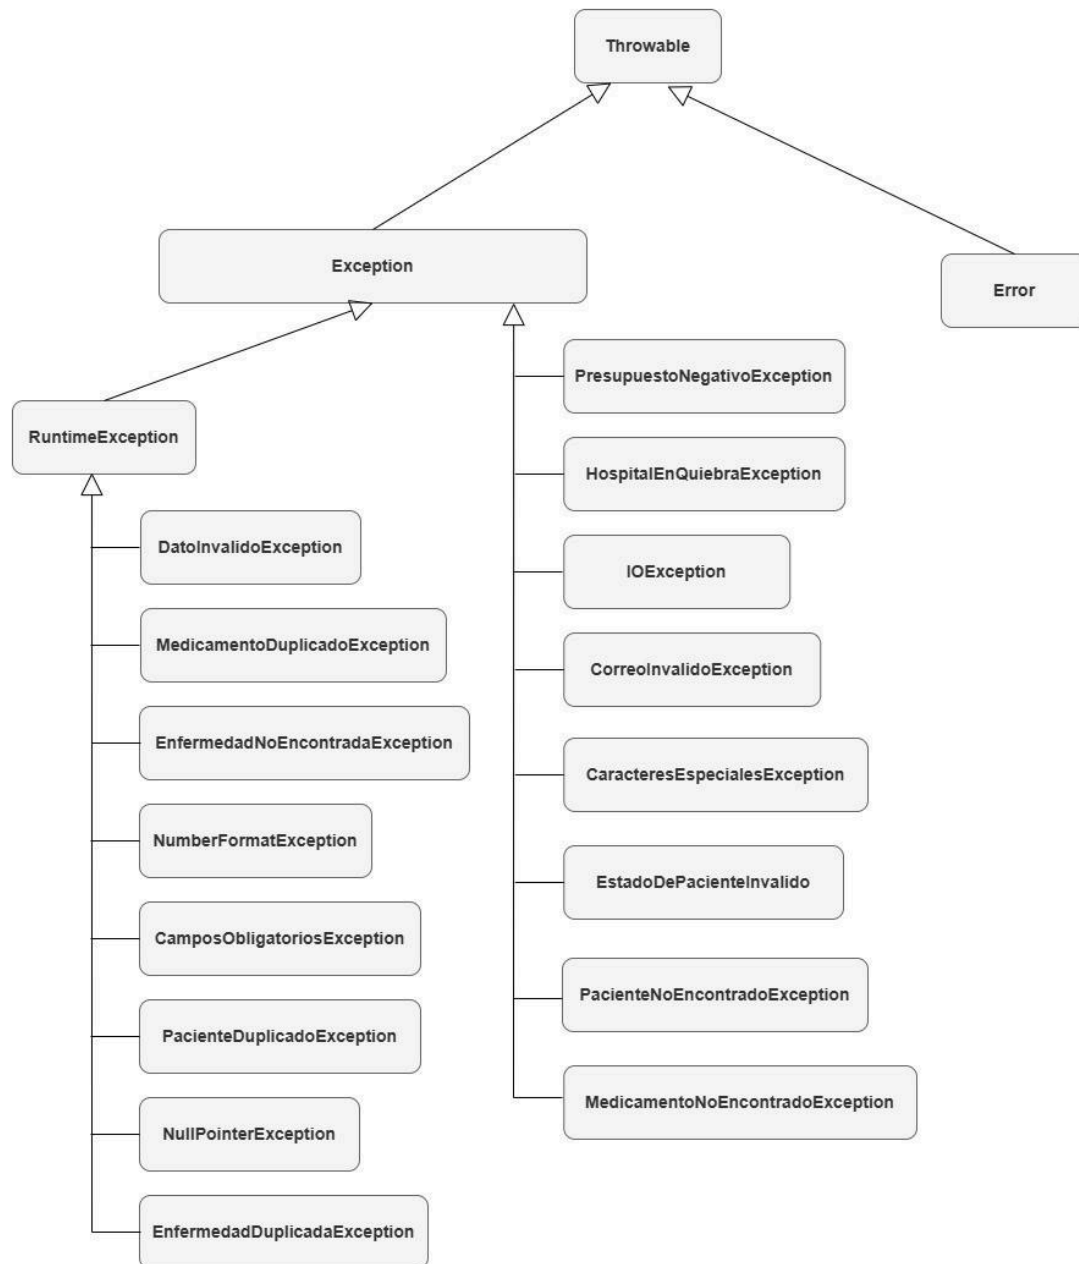 Throwable
Exception
Error
RuntimeException
DatoInvalidoException
MedicamentoDuplicadoException
EnfermedadNoEncontradaException
NumberFormatException
CamposObligatoriosException
PacienteDuplicadoException
NullPointerException
EnfermedadDuplicadaException
PresupuestoNegativoException
HospitalEnQuiebraException
IOException
CorreoInvalidoException
CaracteresEspecialesException
EstadoDePacienteInvalido
PacienteNoEncontradoException
MedicamentoNoEncontradoException